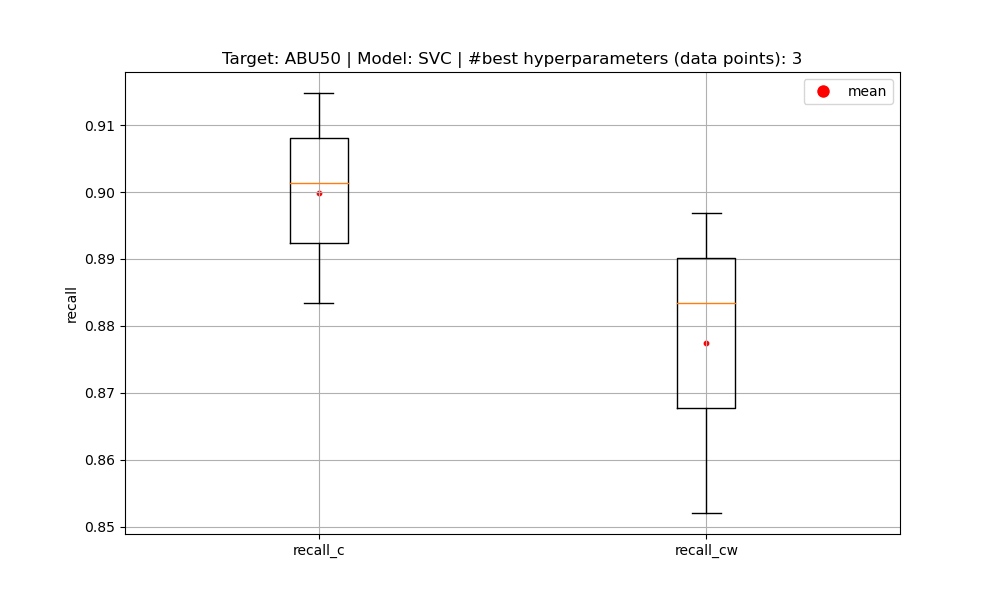 Target: ABU50 | Model: SVC | #best hyperparameters (data points): 3
mean
0.91
0.90
0.89
0.88
0.87
0.86
0.85
recall
recall_c
recall_cw